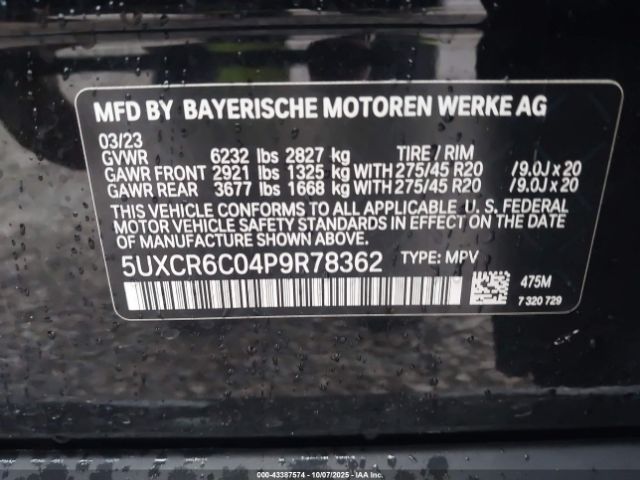 MFD BY BAYERISCHE MOTOREN WERKE AG
03/23
GVWR 6232 lbs 2827 kg TIRE / RIM
GAWR FRONT 2921 lbs 1325 kg WITH 275/45 R20 /9.0J x 20
GAWR REAR 3677 lbs 1668 kg WITH 275/45 R20 /9.0J x 20
THIS VEHICLE CONFORMS TO ALL APPLICABLE U. S. FEDERAL
MOTOR VEHICLE SAFETY STANDARDS IN EFFECT ON THE DATE OF
MANUFACTURE SHOWN ABOVE.
5UXCR6C04P9R78362 TYPE: MPV
475M
7 320 729
000-43387574 - 10/07/2025 - IAAI.COM